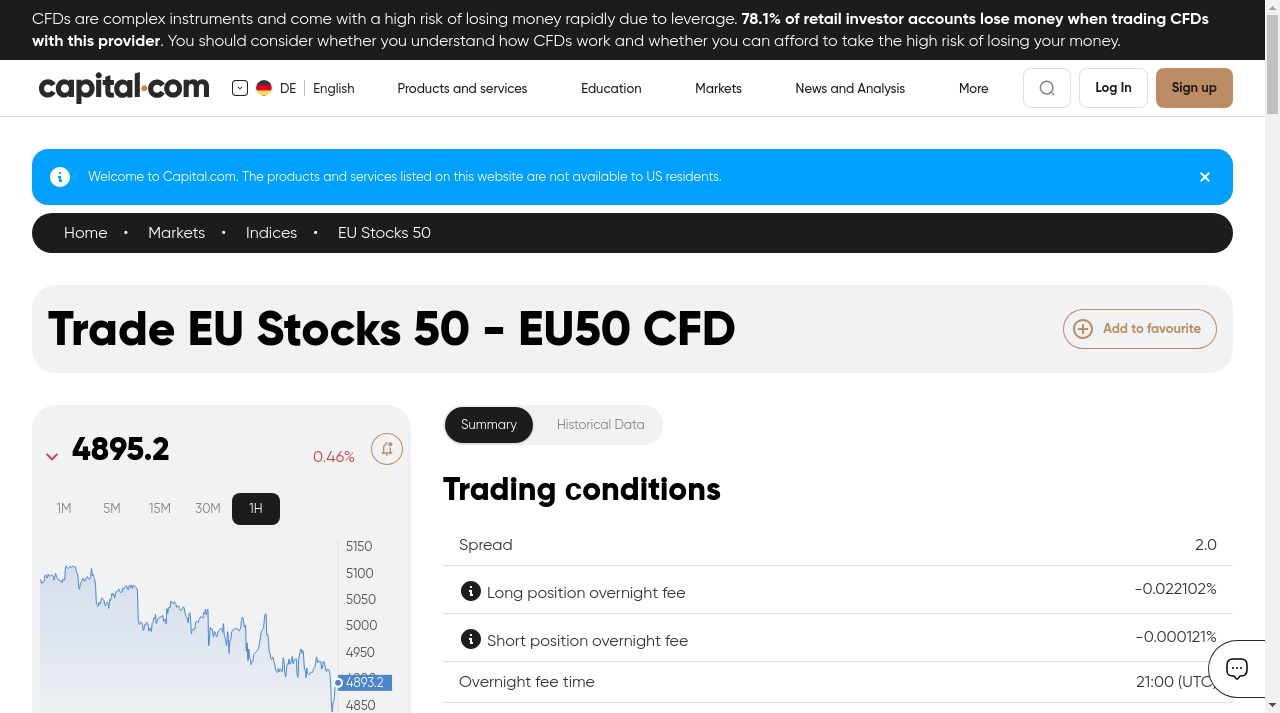 CFDs are complex instruments and come with a high risk of losing money rapidly due to leverage. 78.1% of retail investor accounts lose money when trading CFDs
with this provider. You should consider whether you understand how CFDs work and whether you can afford to take the high risk of losing your money.
capital.com
DE
English
Products and services
Education
Markets
News and Analysis
More
Log In
Sign up
Welcome to Capital.com. The products and services listed on this website are not available to US residents.
Home • Markets • Indices • EU Stocks 50
Trade EU Stocks 50 - EU50 CFD
Add to favourite
4895.2
0.46%
1M
5M
15M
30M
1H
5150
5100
5050
5000
4950
4893.2
4850
Summary
Historical Data
Trading conditions
Spread
2.0
Long position overnight fee
-0.022102%
Short position overnight fee
-0.000121%
Overnight fee time
21:00 (UTC)